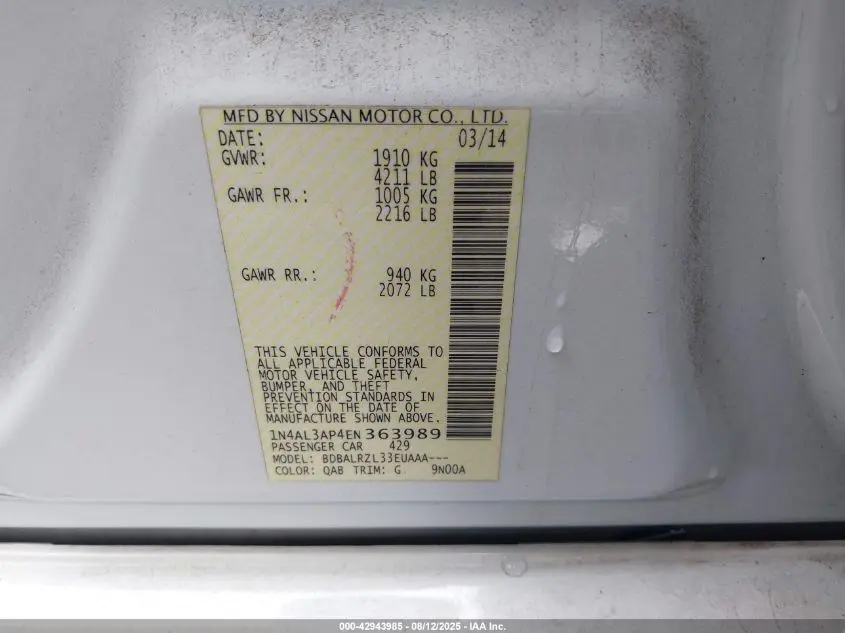 MFD BY NISSAN MOTOR CO., LTD.
DATE: 03/14
GVWR: 1910 KG
4211 LB
GAWR FR.: 1005 KG
2216 LB
GAWR RR.: 940 KG
2072 LB
THIS VEHICLE CONFORMS TO
ALL APPLICABLE FEDERAL
MOTOR VEHICLE SAFETY,
BUMPER, AND THEFT
PREVENTION STANDARDS IN
EFFECT ON THE DATE OF
MANUFACTURE SHOWN ABOVE.
1N4AL3AP4EN363989
PASSENGER CAR 429
MODEL: BDBALRZL33EUAAA---
COLOR: QAB TRIM: G 9N00A
000-42943985 - 08/12/2025 - IAA Inc.